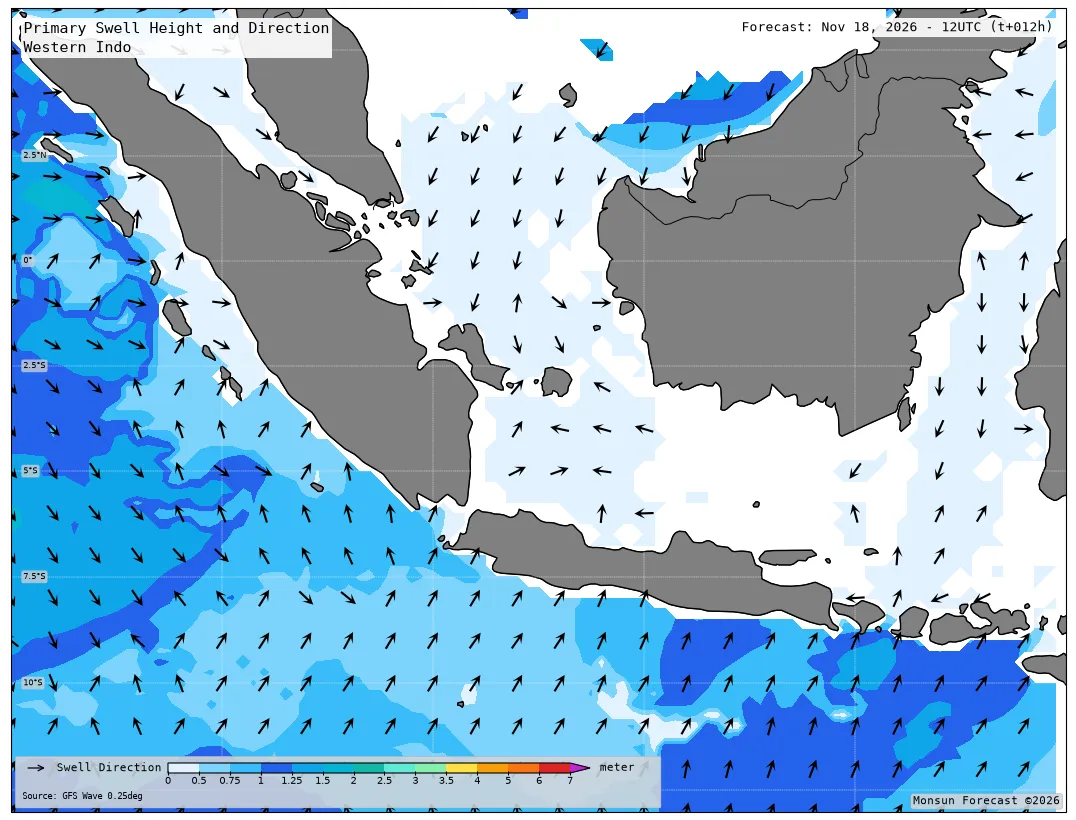 Primary Swell Height and Direction
Western Indo
Forecast: Nov 18, 2026 - 12UTC (t+012h)
2.5°N
0°
2.5°S
5°S
7.5°S
10°S
Swell Direction
0 0.5 0.75 1 1.25 1.5 2 2.5 3 3.5 4 5 6 7
meter
Source: GFS Wave 0.25deg
Monsun Forecast ©2026